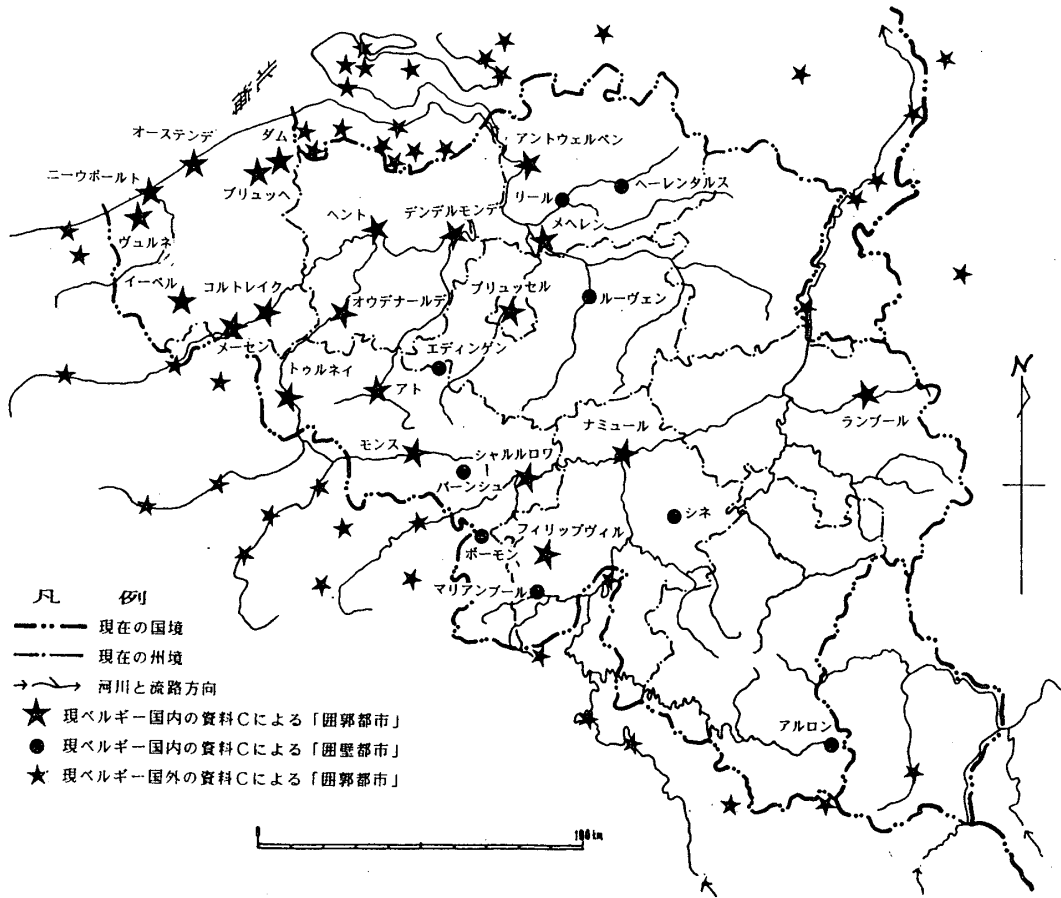 北海
オーステンデ
ダム
アントウェルペン
ニーウポールト
ブリュッヘ
リール
ヘーレンタルス
ヘント
デンデルモンデ
メヘレン
ヴュルネ
イーペル
コルトレイク
オウデナールデ
ブリュッセル
ルーヴェン
メーセン
エディンゲン
トゥルネイ
アト
ランブール
モンス
シャルルロワ
ナミュール
バーンシュ
シネ
フィリップヴィル
ボーモン
マリアンブール
アルロン
N
凡 例
現在の国境
現在の州境
河川と流路方向
現ベルギー国内の資料Cによる「囲郭都市」
現ベルギー国内の資料Cによる「囲壁都市」
現ベルギー国外の資料Cによる「囲郭都市」
0
100km